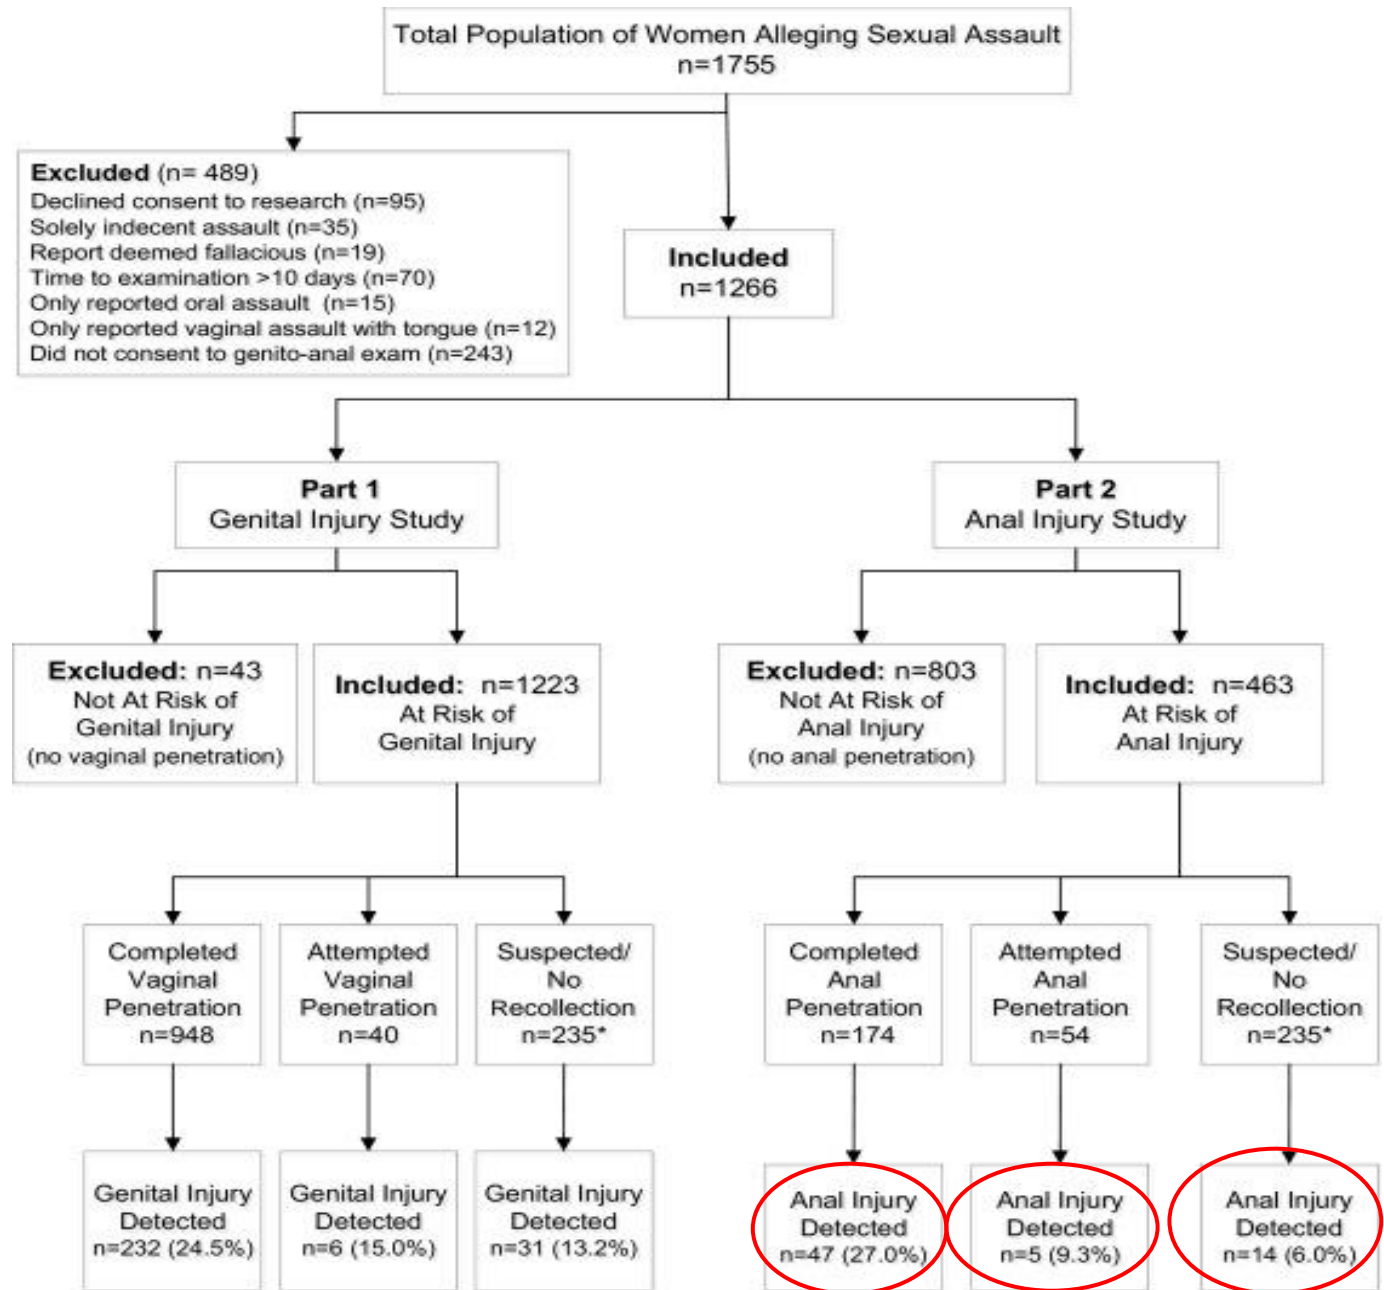 Total Population of Women Alleging Sexual Assault
n=1755
Excluded (n= 489)
Declined consent to research (n=95)
Solely indecent assault (n=35)
Report deemed fallacious (n=19)
Time to examination >10 days (n=70)
Only reported oral assault (n=15)
Only reported vaginal assault with tongue (n=12)
Did not consent to genito-anal exam (n=243)
Included
n=1266
Part 1
Genital Injury Study
Part 2
Anal Injury Study
Excluded: n=43
Not At Risk of
Genital Injury
(no vaginal penetration)
Included: n=1223
At Risk of
Genital Injury
Excluded: n=803
Not At Risk of
Anal Injury
(no anal penetration)
Included: n=463
At Risk of
Anal Injury
Completed
Vaginal
Penetration
n=948
Attempted
Vaginal
Penetration
n=40
Suspected/
No
Recollection
n=235*
Completed
Anal
Penetration
n=174
Attempted
Anal
Penetration
n=54
Suspected/
No
Recollection
n=235*
Genital Injury
Detected
n=232 (24.5%)
Genital Injury
Detected
n=6 (15.0%)
Genital Injury
Detected
n=31 (13.2%)
Anal Injury
Detected
n=47 (27.0%)
Anal Injury
Detected
n=5 (9.3%)
Anal Injury
Detected
n=14 (6.0%)